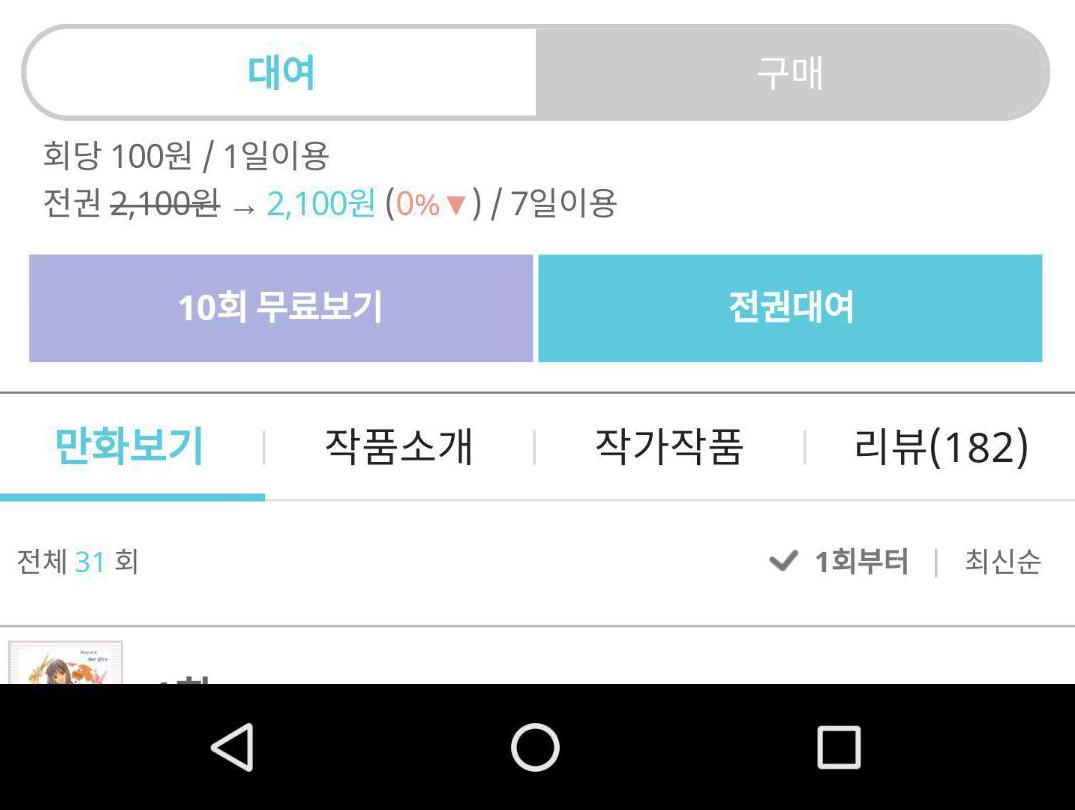 대여
구매
회당 100원 / 1일이용
전권 2,100원 → 2,100원 (0%▼) / 7일이용
10회 무료보기
전권대여
만화보기
작품소개
작가작품
리뷰(182)
전체 31 회
✔ 1회부터 | 최신순